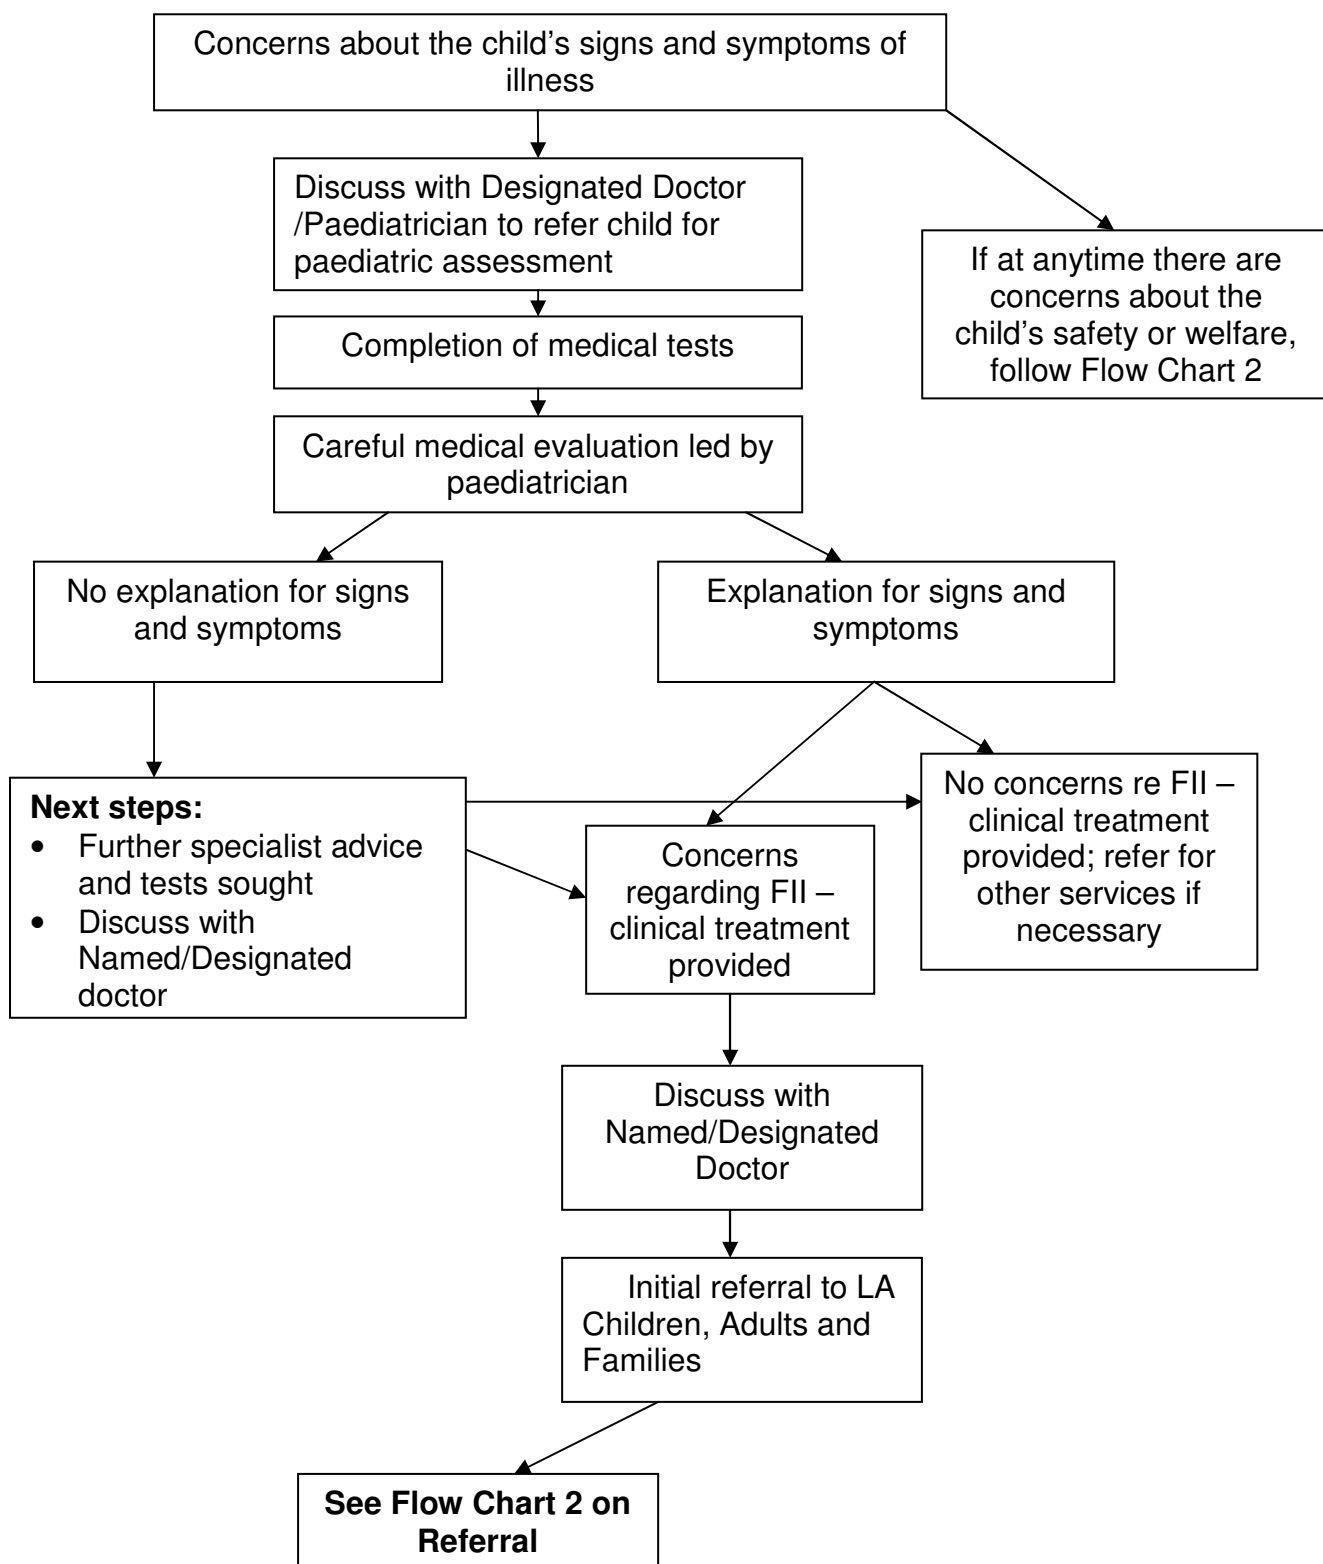 Concerns about the child’s signs and symptoms of
illness
Discuss with Designated Doctor
/Paediatrician to refer child for
paediatric assessment
If at anytime there are
concerns about the
child’s safety or welfare,
follow Flow Chart 2
Completion of medical tests
Careful medical evaluation led by
paediatrician
No explanation for signs
and symptoms
Explanation for signs and
symptoms
Next steps:
• Further specialist advice
and tests sought
• Discuss with
Named/Designated
doctor
Concerns
regarding FII –
clinical treatment
provided
No concerns re FII –
clinical treatment
provided; refer for
other services if
necessary
Discuss with
Named/Designated
Doctor
Initial referral to LA
Children, Adults and
Families
See Flow Chart 2 on
Referral